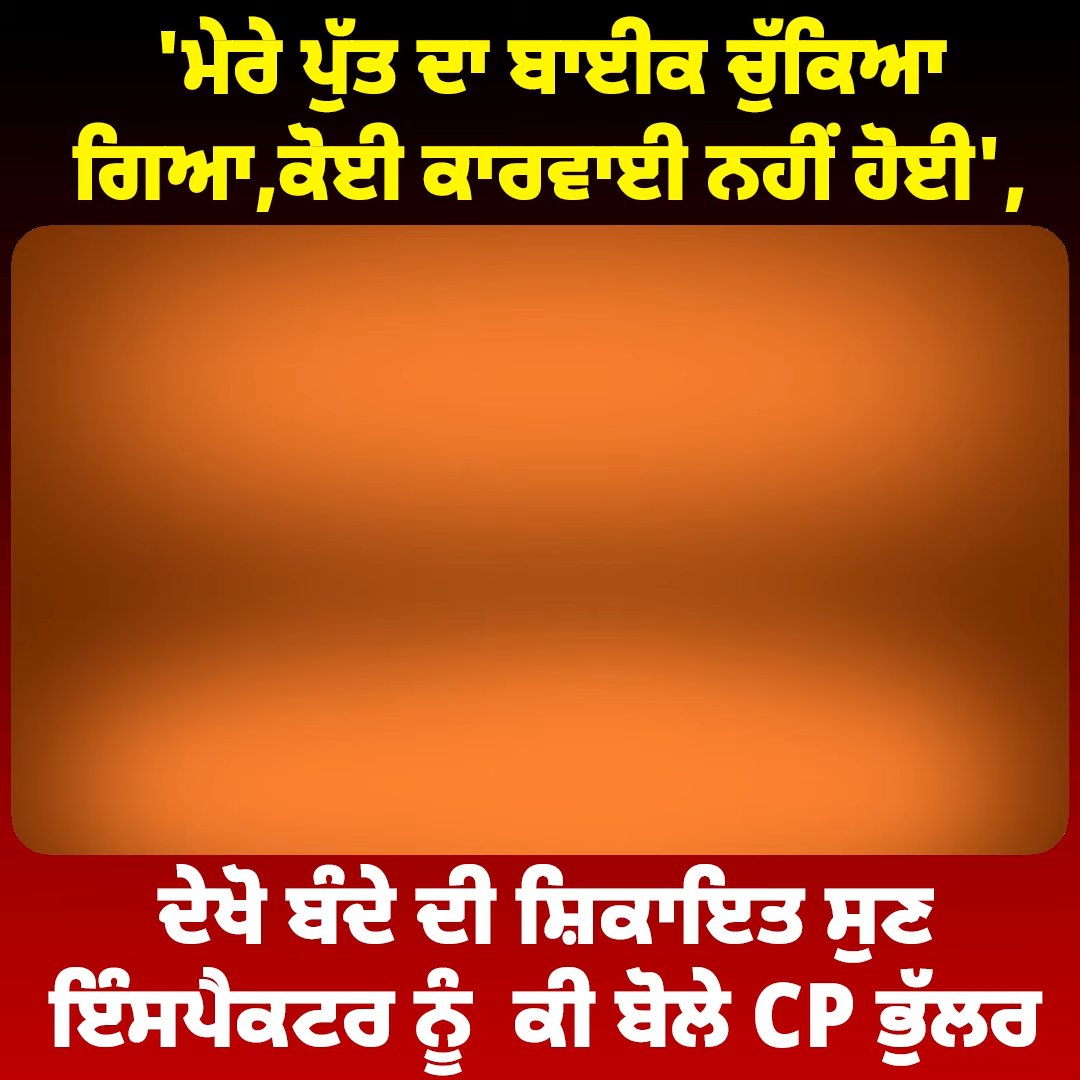 'ਮੇਰੇ ਪੁੱਤ ਦਾ ਬਾਈਕ ਚੁੱਕਿਆ
ਗਿਆ,ਕੋਈ ਕਾਰਵਾਈ ਨਹੀਂ ਹੋਈ',
ਦੇਖੋ ਬੰਦੇ ਦੀ ਸ਼ਿਕਾਇਤ ਸੁਣ
ਇੰਸਪੈਕਟਰ ਨੂੰ ਕੀ ਬੋਲੇ CP ਭੁੱਲਰ